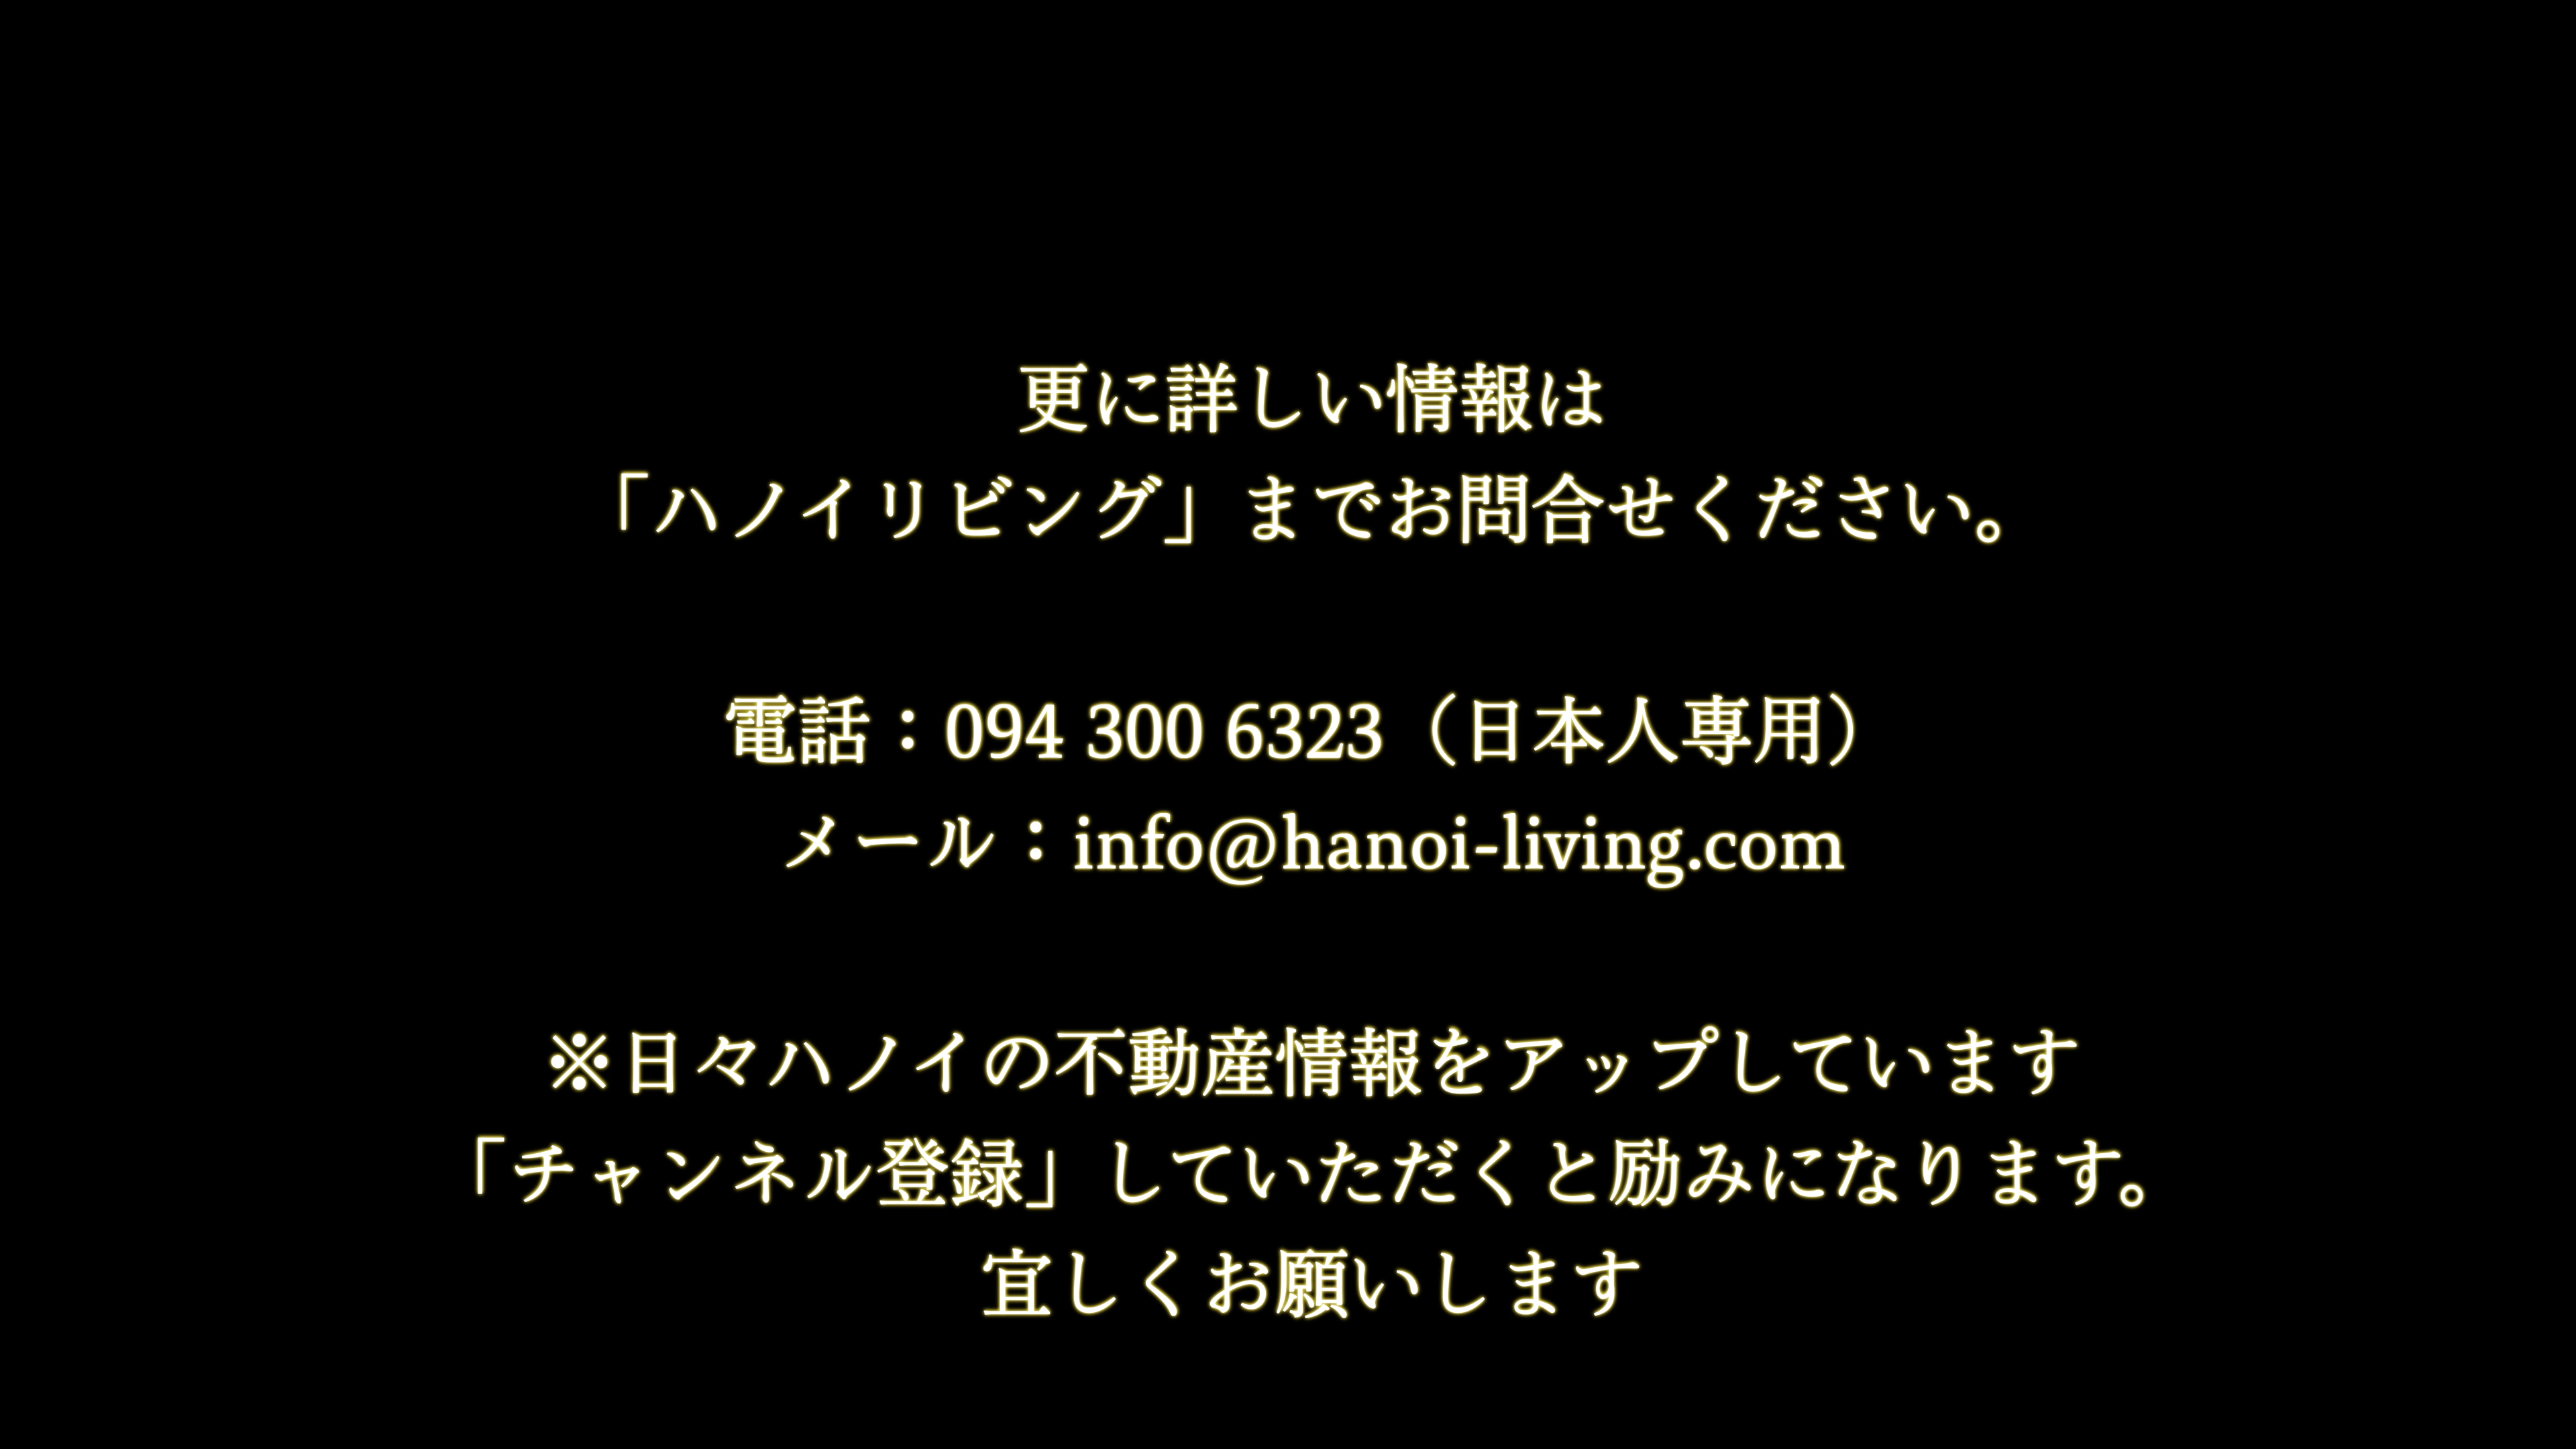 更に詳しい情報は
「ハノイリビング」までお問合せください。
電話：094 300 6323（日本人専用）
メール：info@hanoi-living.com
※日々ハノイの不動産情報をアップしています
「チャンネル登録」していただくと励みになります。
宜しくお願いします